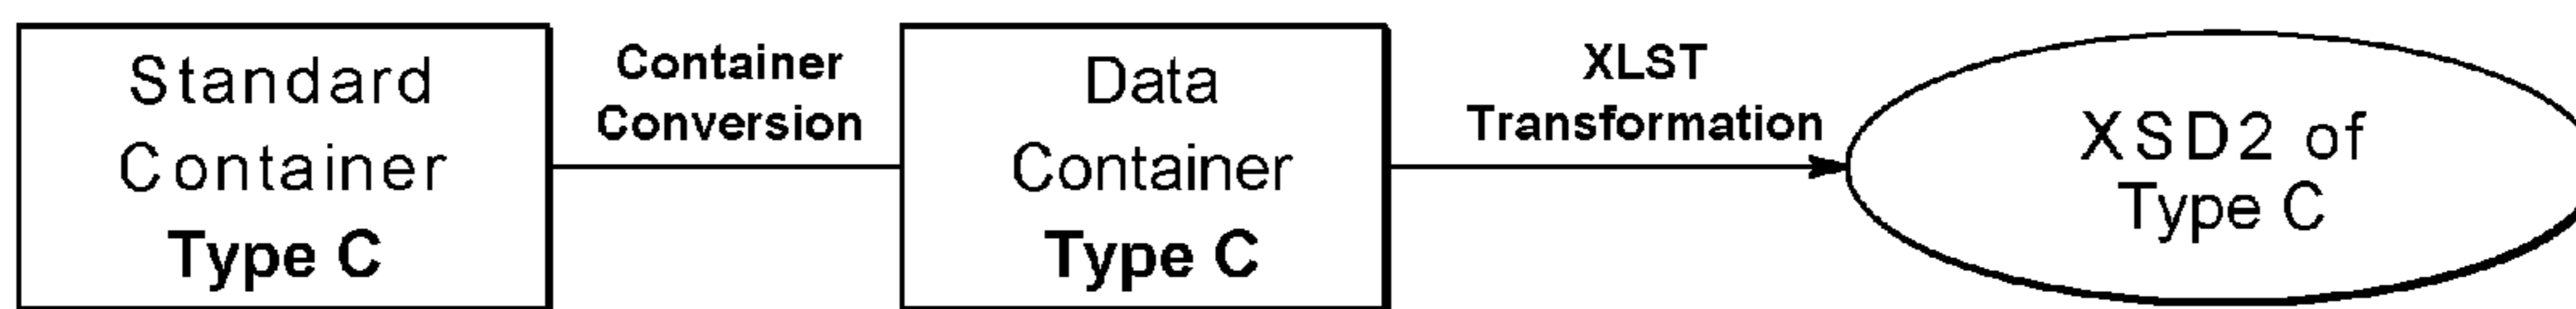 Standard
Container
Type C
Container
Conversion
Data
Container
Type C
XLST
Transformation
XSD2 of
Type C